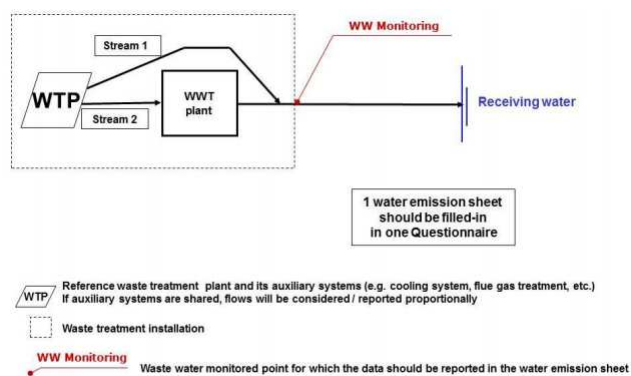 WW Monitoring
Stream 1
WTP
WWT
plant
Receiving water
Stream 2
1 water emission sheet
should be filled-in
in one Questionnaire
WTP
Reference waste treatment plant and its auxiliary systems (e.g. cooling system, flue gas treatment, etc.)
If auxiliary systems are shared, flows will be considered / reported proportionally
Waste treatment installation
WW Monitoring
Waste water monitored point for which the data should be reported in the water emission sheet